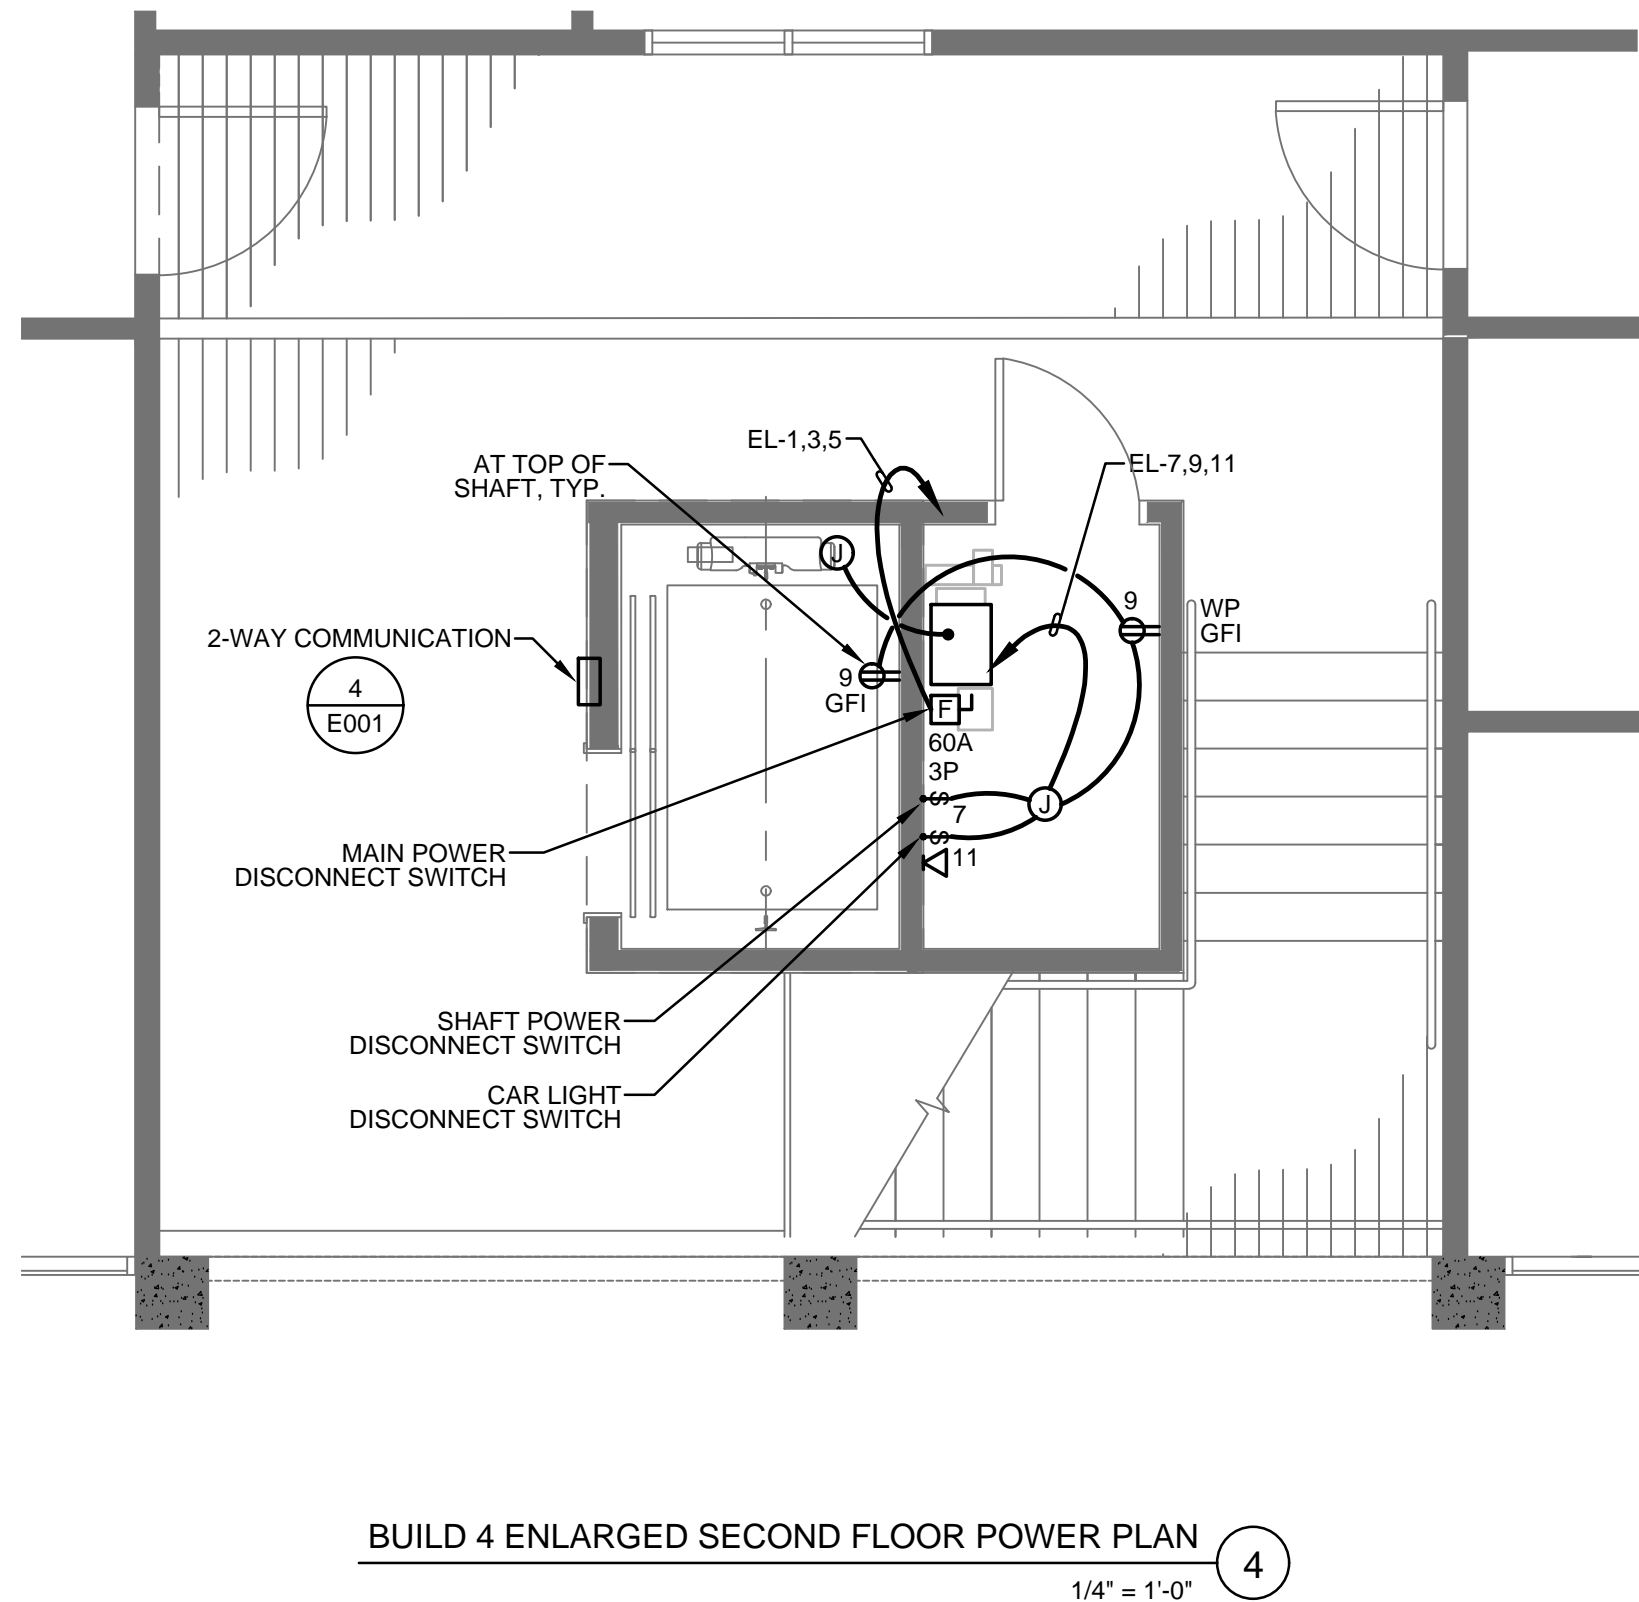 EL-1,3,5
AT TOP OF
SHAFT, TYP.
EL-7,9,11
J
9
WP
GFI
2-WAY COMMUNICATION
4
E001
9
GFI
F
60A
3P
S
7
J
S
11
MAIN POWER
DISCONNECT SWITCH
SHAFT POWER
DISCONNECT SWITCH
CAR LIGHT
DISCONNECT SWITCH
BUILD 4 ENLARGED SECOND FLOOR POWER PLAN
4
1/4" = 1'-0"